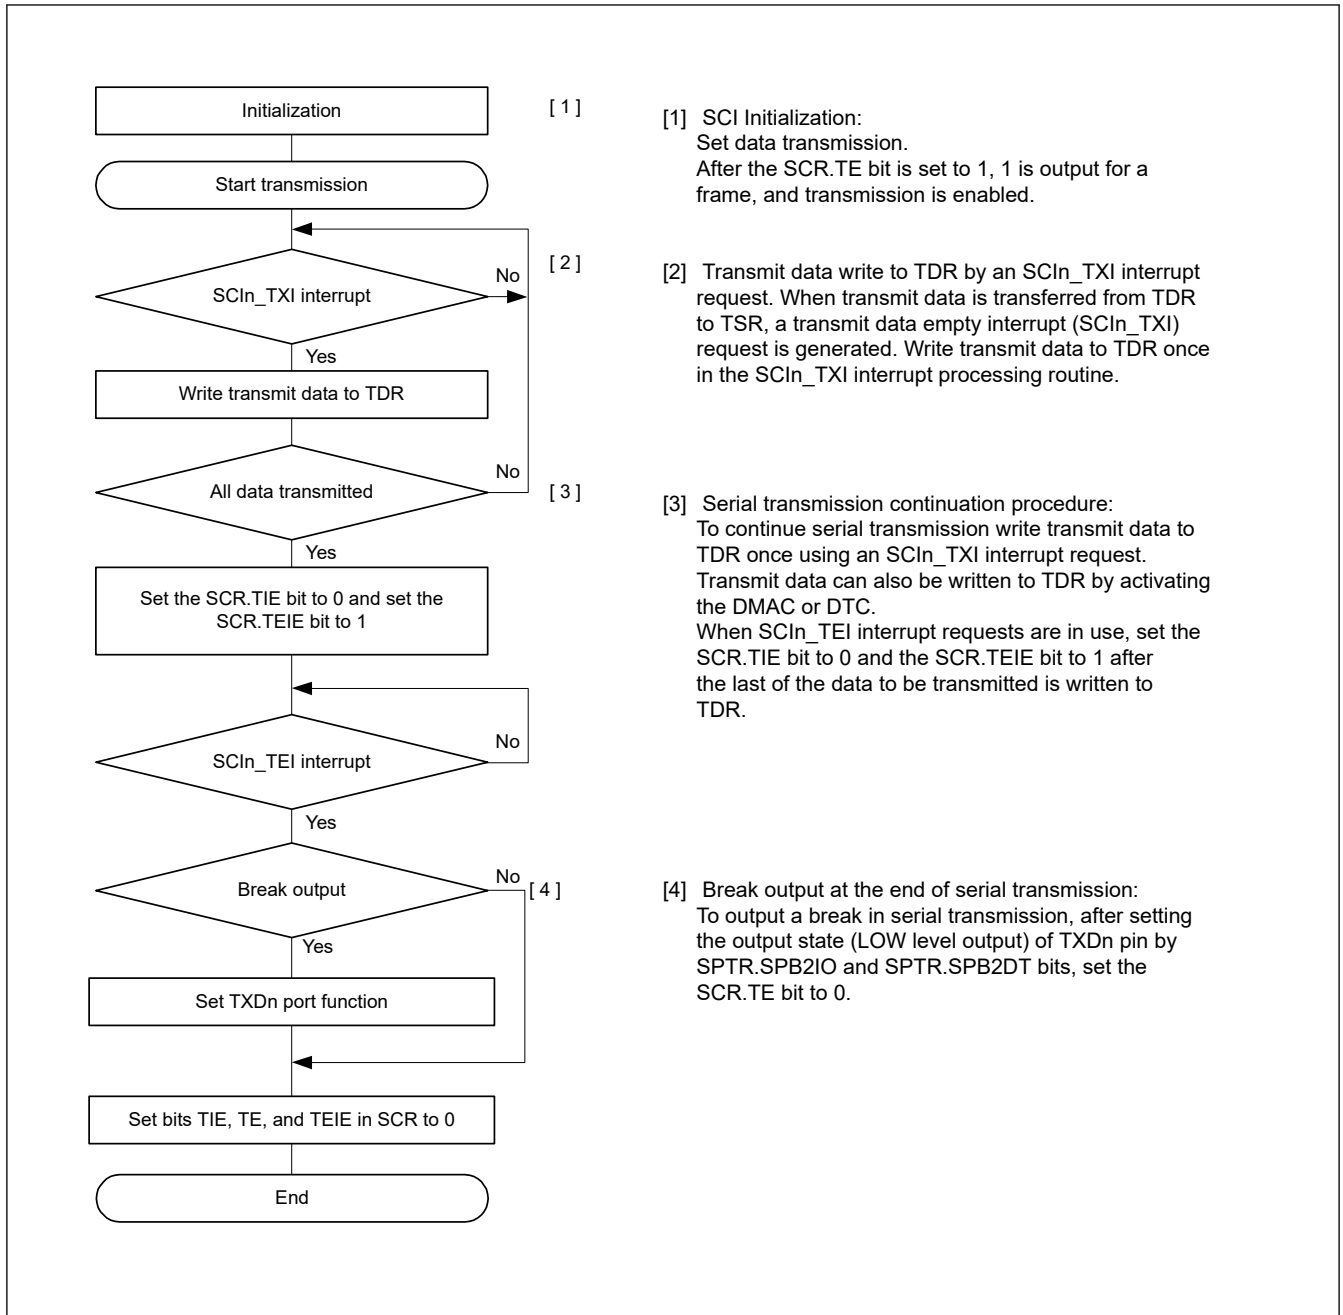 Initialization
[ 1 ]
Start transmission
SCIn_TXI interrupt
No
[ 2 ]
Yes
Write transmit data to TDR
All data transmitted
No
[ 3 ]
Yes
Set the SCR.TIE bit to 0 and set the
SCR.TEIE bit to 1
SCIn_TEI interrupt
No
Yes
Break output
No
[ 4 ]
Yes
Set TXDn port function
Set bits TIE, TE, and TEIE in SCR to 0
End
[1] SCI Initialization:
Set data transmission.
After the SCR.TE bit is set to 1, 1 is output for a
frame, and transmission is enabled.
[2] Transmit data write to TDR by an SCIn_TXI interrupt
request. When transmit data is transferred from TDR
to TSR, a transmit data empty interrupt (SCIn_TXI)
request is generated. Write transmit data to TDR once
in the SCIn_TXI interrupt processing routine.
[3] Serial transmission continuation procedure:
To continue serial transmission write transmit data to
TDR once using an SCIn_TXI interrupt request.
Transmit data can also be written to TDR by activating
the DMAC or DTC.
When SCIn_TEI interrupt requests are in use, set the
SCR.TIE bit to 0 and the SCR.TEIE bit to 1 after
the last of the data to be transmitted is written to
TDR.
[4] Break output at the end of serial transmission:
To output a break in serial transmission, after setting
the output state (LOW level output) of TXDn pin by
SPTR.SPB2IO and SPTR.SPB2DT bits, set the
SCR.TE bit to 0.